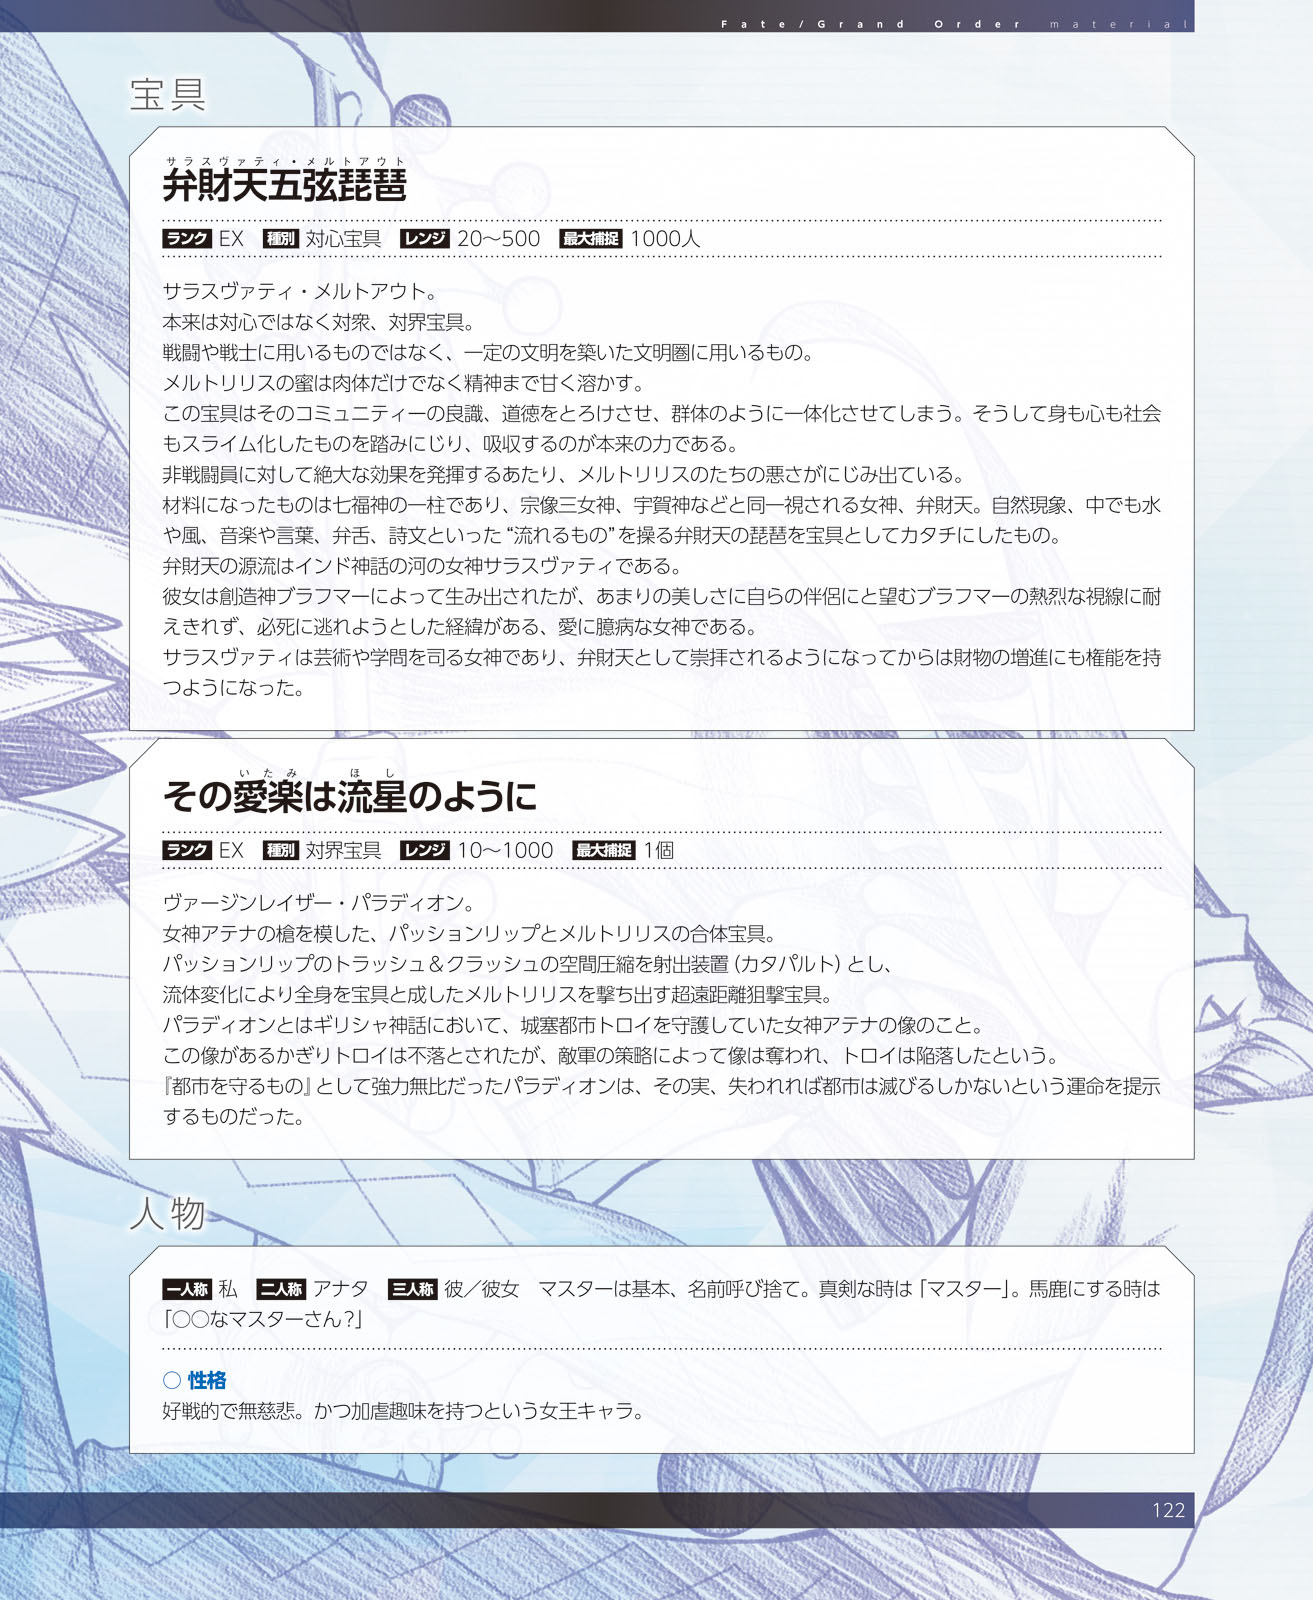 Fate/Grand Order material
宝具
サラスヴァティ・メルトアウト
弁財天五弦琵琶
ランク EX 種別 対心宝具 レンジ 20～500 最大捕捉 1000人
サラスヴァティ・メルトアウト。
本来は対心ではなく対衆、対界宝具。
戦闘や戦士に用いるものではなく、一定の文明を築いた文明圏に用いるもの。
メルトリリスの蜜は肉体だけでなく精神まで甘く溶かす。
この宝具はそのコミュニティーの良識、道徳をとろけさせ、群体のように一体化させてしまう。そうして身も心も社会
もスライム化したものを踏みにじり、吸収するのが本来の力である。
非戦闘員に対して絶大な効果を発揮するあたり、メルトリリスのたちの悪さがにじみ出ている。
材料になったものは七福神の一柱であり、宗像三女神、宇賀神などと同一視される女神、弁財天。自然現象、中でも水
や風、音楽や言葉、弁舌、詩文といった“流れるもの”を操る弁財天の琵琶を宝具としてカタチにしたもの。
弁財天の源流はインド神話の河の女神サラスヴァティである。
彼女は創造神ブラフマーによって生み出されたが、あまりの美しさに自らの伴侶にと望むブラフマーの熱烈な視線に耐
えきれず、必死に逃れようとした経緯がある、愛に臆病な女神である。
サラスヴァティは芸術や学問を司る女神であり、弁財天として崇拝されるようになってからは財物の増進にも権能を持
つようになった。
いたみ ほし
その愛楽は流星のように
ランク EX 種別 対界宝具 レンジ 10～1000 最大捕捉 1個
ヴァージンレイザー・パラディオン。
女神アテナの槍を模した、パッションリップとメルトリリスの合体宝具。
パッションリップのトラッシュ＆クラッシュの空間圧縮を射出装置（カタパルト）とし、
流体変化により全身を宝具と成したメルトリリスを撃ち出す超遠距離狙撃宝具。
パラディオンとはギリシャ神話において、城塞都市トロイを守護していた女神アテナの像のこと。
この像があるかぎりトロイは不落とされたが、敵軍の策略によって像は奪われ、トロイは陥落したという。
『都市を守るもの』として強力無比だったパラディオンは、その実、失われれば都市は滅びるしかないという運命を提示
するものだった。
人物
一人称 私 二人称 アナタ 三人称 彼／彼女 マスターは基本、名前呼び捨て。真剣な時は「マスター」。馬鹿にする時は
「○○なマスターさん？」
○ 性格
好戦的で無慈悲。かつ加虐趣味を持つという女王キャラ。
122